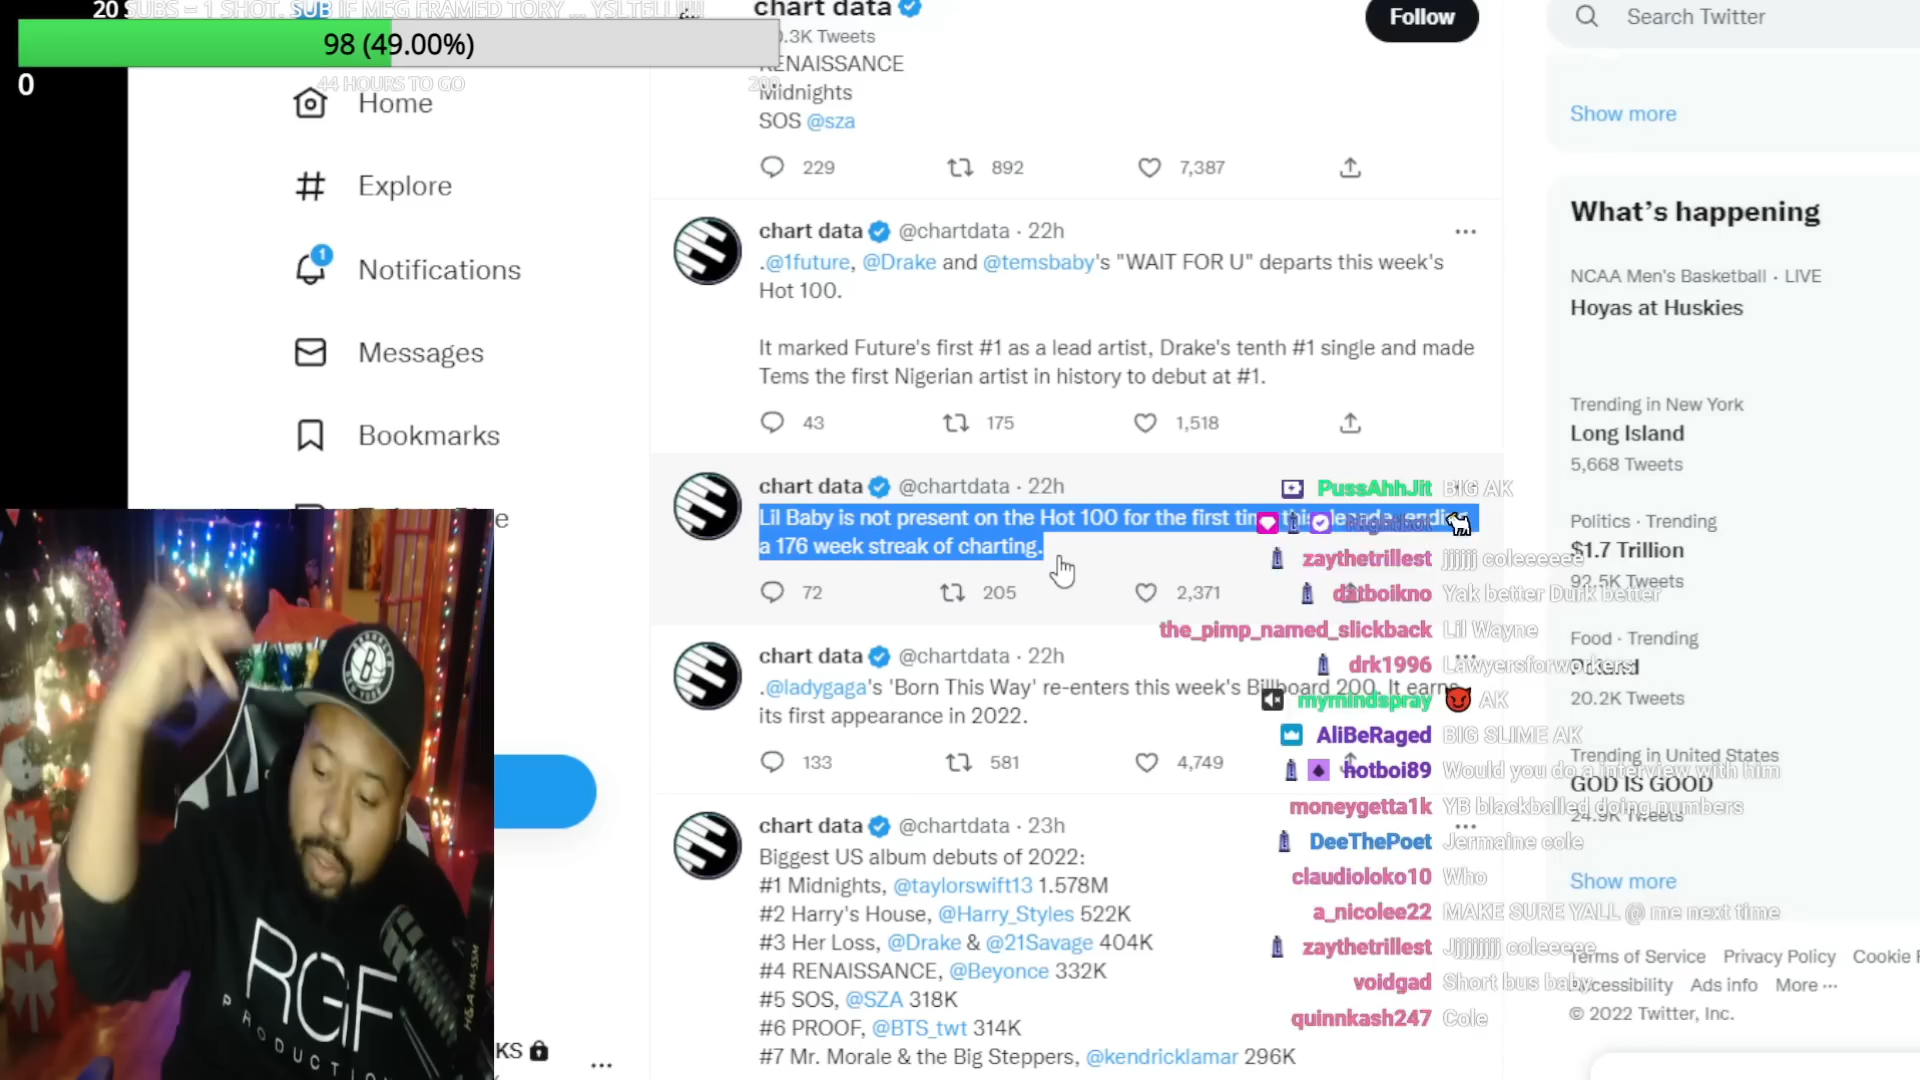 20 SUBS = 1 SHOT. SUB IF MEG FRAMED TORY ... YSL TELL!!!!
98 (49.00%)
0
44 HOURS TO GO
200
Home
Explore
1
Notifications
Messages
Bookmarks
KS
chart data
Follow
Search Twitter
.3K Tweets
RENAISSANCE
Midnights
SOS @sza
229 892 7,387
chart data @chartdata · 22h
.@1future, @Drake and @temsbaby's "WAIT FOR U" departs this week's
Hot 100.
It marked Future's first #1 as a lead artist, Drake's tenth #1 single and made
Tems the first Nigerian artist in history to debut at #1.
43 175 1,518
chart data @chartdata · 22h
Lil Baby is not present on the Hot 100 for the first time this decade, ending
a 176 week streak of charting.
72 205 2,371
chart data @chartdata · 22h
.@ladygaga's 'Born This Way' re-enters this week's Billboard 200. It earns
its first appearance in 2022.
133 581 4,749
chart data @chartdata · 23h
Biggest US album debuts of 2022:
#1 Midnights, @taylorswift13 1.578M
#2 Harry's House, @Harry_Styles 522K
#3 Her Loss, @Drake & @21Savage 404K
#4 RENAISSANCE, @Beyonce 332K
#5 SOS, @SZA 318K
#6 PROOF, @BTS_twt 314K
#7 Mr. Morale & the Big Steppers, @kendricklamar 296K
PussAhhJit BIG AK
zaythetrillest jjjjjj coleeeeee
datboikno Yak better Durk better
the_pimp_named_slickback Lil Wayne
drk1996 Lawyersforworkers
mymindspray AK
AliBeRaged BIG SLIME AK
hotboi89 Would you do a interview with him
moneygetta1k YB blackballed doing numbers
DeeThePoet Jermaine cole
claudioloko10 Who
a_nicolee22 MAKE SURE YALL @ me next time
zaythetrillest Jjjjjjjjj coleeeee
voidgad Short bus baby
quinnkash247 Cole
Show more
What's happening
NCAA Men's Basketball · LIVE
Hoyas at Huskies
Trending in New York
Long Island
5,668 Tweets
Politics · Trending
$1.7 Trillion
92.5K Tweets
Food · Trending
20.2K Tweets
Trending in United States
GOD IS GOOD
24.9K Tweets
Show more
Terms of Service Privacy Policy Cookie
Accessibility Ads info More ···
© 2022 Twitter, Inc.
B
BROOKLYN
NEW YORK
RGF
PRODUCTI